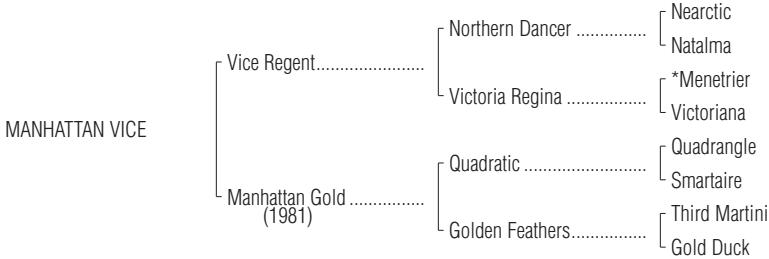 Nearctic
Northern Dancer ...............
Natalma
Vice Regent.......................
*Menetrier
Victoria Regina .................
Victoriana
MANHATTAN VICE
Quadrangle
Quadratic ..........................
Smartaire
Manhattan Gold ................
(1981)
Third Martini
Golden Feathers................
Gold Duck